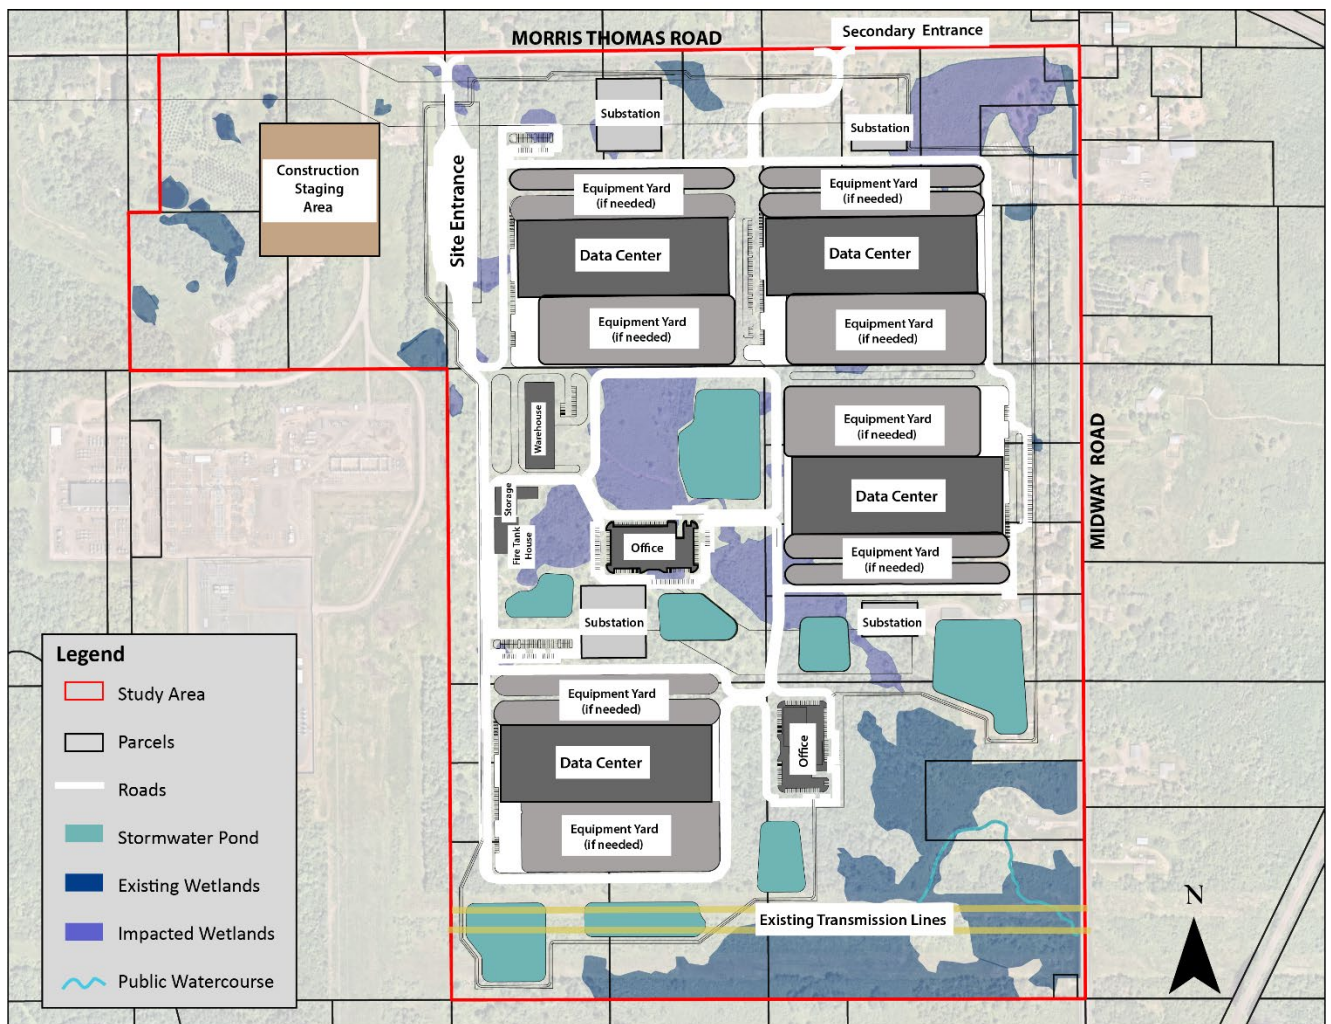 MORRIS THOMAS ROAD
Secondary Entrance
Substation
Substation
Construction
Staging
Area
Site Entrance
Equipment Yard
(if needed)
Equipment Yard
(if needed)
Data Center
Data Center
Equipment Yard
(if needed)
Equipment Yard
(if needed)
Warehouse
Equipment Yard
(if needed)
MIDWAY ROAD
Storage
Data Center
Fire Tank
House
Office
Equipment Yard
(if needed)
Substation
Substation
Equipment Yard
(if needed)
Office
Data Center
Equipment Yard
(if needed)
Existing Transmission Lines
N
Legend
Study Area
Parcels
Roads
Stormwater Pond
Existing Wetlands
Impacted Wetlands
Public Watercourse